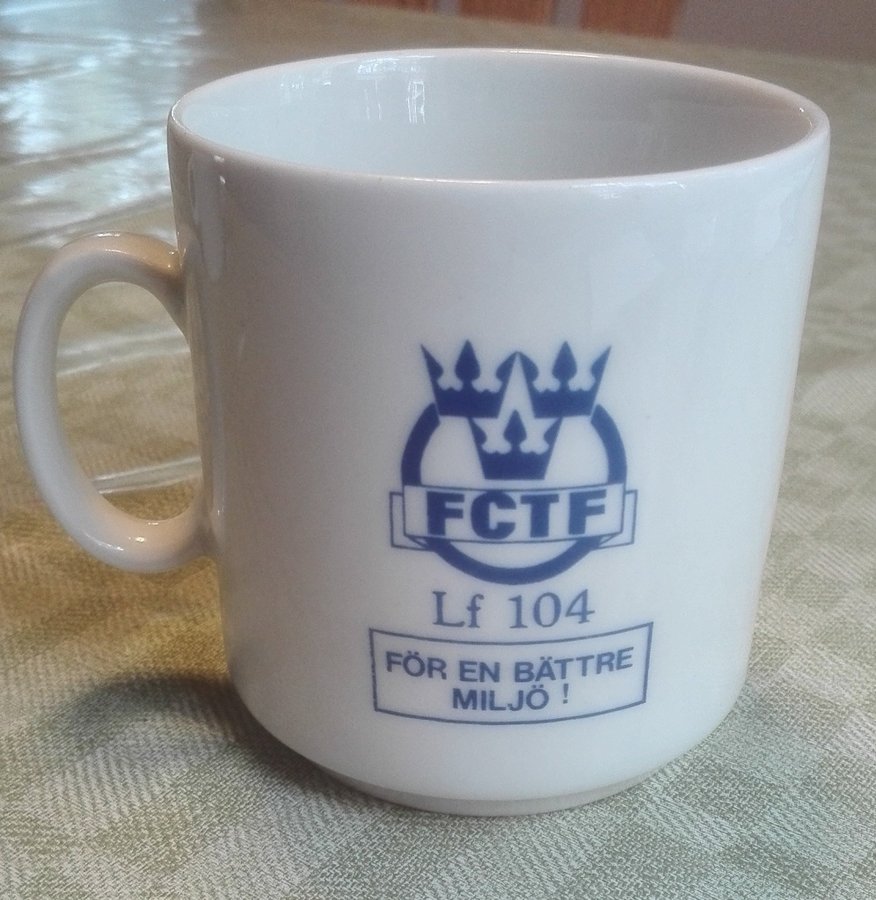 FCTF
Lf 104
FÖR EN BÄTTRE
MILJÖ !